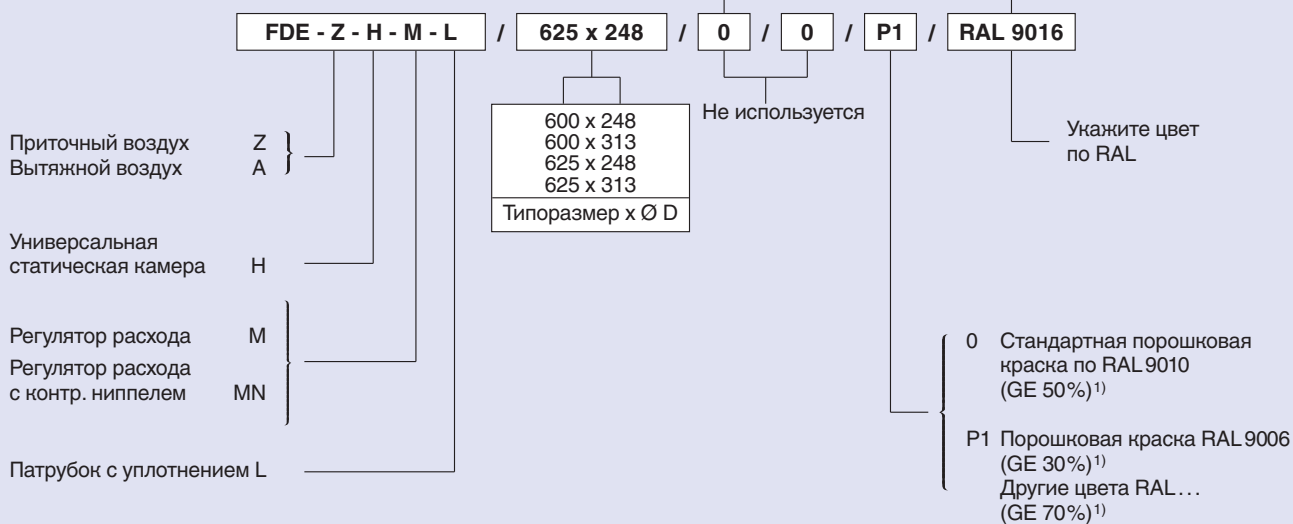 FDE - Z - H - M - L / 625 x 248 / 0 / 0 / P1 / RAL 9016
600 x 248
600 x 313
625 x 248
625 x 313
Типоразмер x Ø D
Не используется
Укажите цвет
по RAL
Приточный воздух Z
Вытяжной воздух A
Универсальная
статическая камера H
Регулятор расхода M
Регулятор расхода
с контр. ниппелем MN
Патрубок с уплотнением L
0 Стандартная порошковая
краска по RAL 9010
(GE 50%)1)
P1 Порошковая краска RAL 9006
(GE 30%)1)
Другие цвета RAL...
(GE 70%)1)